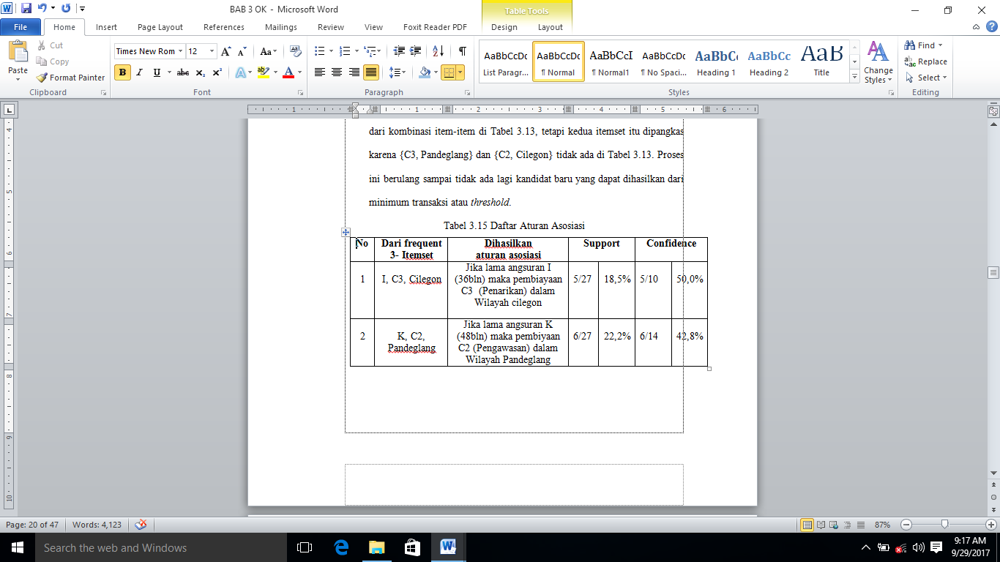 BAB 3 OK - Microsoft Word
Table Tools
File Home Insert Page Layout References Mailings Review View Foxit Reader PDF Design Layout
Paste
Cut
Copy
Format Painter
Clipboard
Times New Rom 12
Font
Paragraph
AaBbCcDc AaBbCcDc AaBbCcI AaBbCcDc AaBbCc AaBbCc AaB
List Paragr... ¶ Normal ¶ Normal1 ¶ No Spaci... Heading 1 Heading 2 Title
Styles
Change
Styles
Find
Replace
Select
Editing
dari kombinasi item-item di Tabel 3.13, tetapi kedua itemset itu dipangkas
karena {C3, Pandeglang} dan {C2, Cilegon} tidak ada di Tabel 3.13. Proses
ini berulang sampai tidak ada lagi kandidat baru yang dapat dihasilkan dari
minimum transaksi atau threshold.
Tabel 3.15 Daftar Aturan Asosiasi
No
Dari frequent
3- Itemset
Dihasilkan
aturan asosiasi
Support
Confidence
1
I, C3, Cilegon
Jika lama angsuran I
(36bln) maka pembiayaan
C3 (Penarikan) dalam
Wilayah cilegon
5/27 18,5% 5/10 50,0%
2
K, C2,
Pandeglang
Jika lama angsuran K
(48bln) maka pembiyaan
C2 (Pengawasan) dalam
Wilayah Pandeglang
6/27 22,2% 6/14 42,8%
Page: 20 of 47 Words: 4,123
87%
Search the web and Windows
9:17 AM
9/29/2017